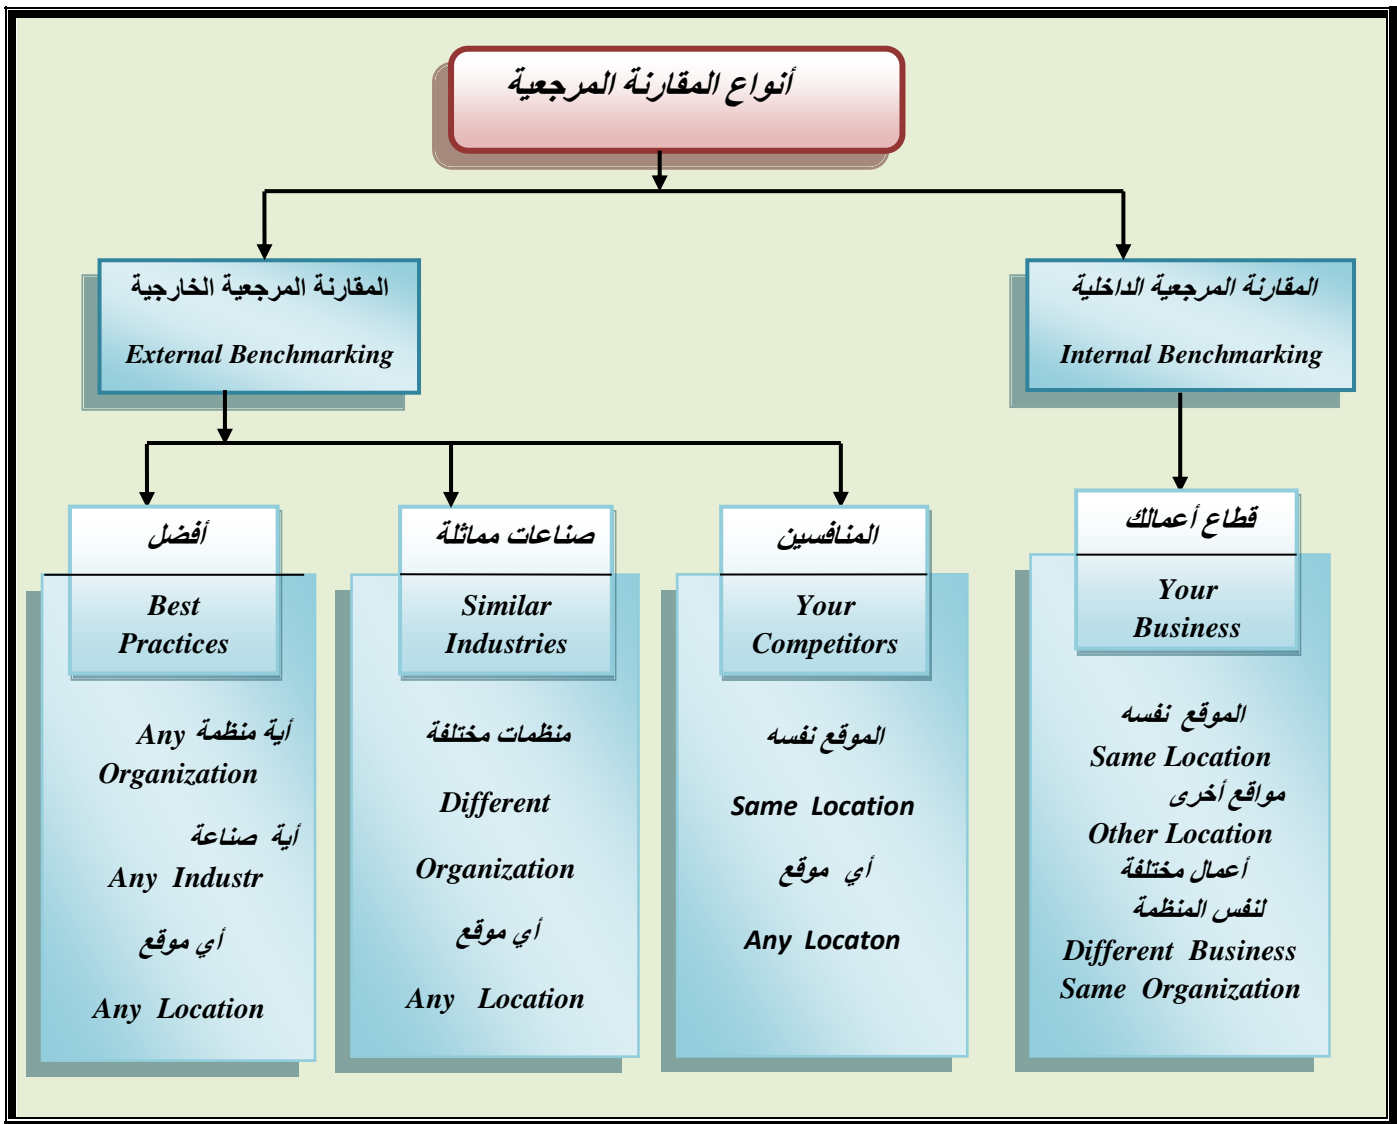 أنواع المقارنة المرجعية
المقارنة المرجعية الداخلية
Internal Benchmarking
المقارنة المرجعية الخارجية
External Benchmarking
قطاع أعمالك
Your
Business
الموقع نفسه
Same Location
مواقع أخرى
Other Location
أعمال مختلفة
لنفس المنظمة
Different Business
Same Organization
المنافسين
Your
Competitors
الموقع نفسه
Same Location
أي موقع
Any Locaton
صناعات مماثلة
Similar
Industries
منظمات مختلفة
Different
Organization
أي موقع
Any Location
أفضل
Best
Practices
أية منظمة Any
Organization
أية صناعة
Any Industr
أي موقع
Any Location